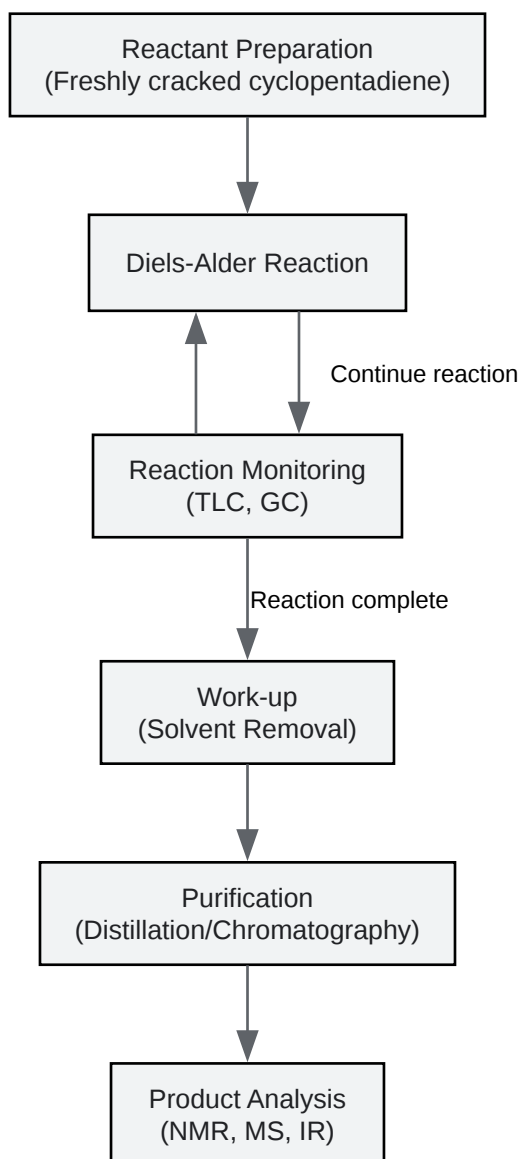 Reactant Preparation
(Freshly cracked cyclopentadiene)
Diels-Alder Reaction
Continue reaction
Reaction Monitoring
(TLC, GC)
Reaction complete
Work-up
(Solvent Removal)
Purification
(Distillation/Chromatography)
Product Analysis
(NMR, MS, IR)